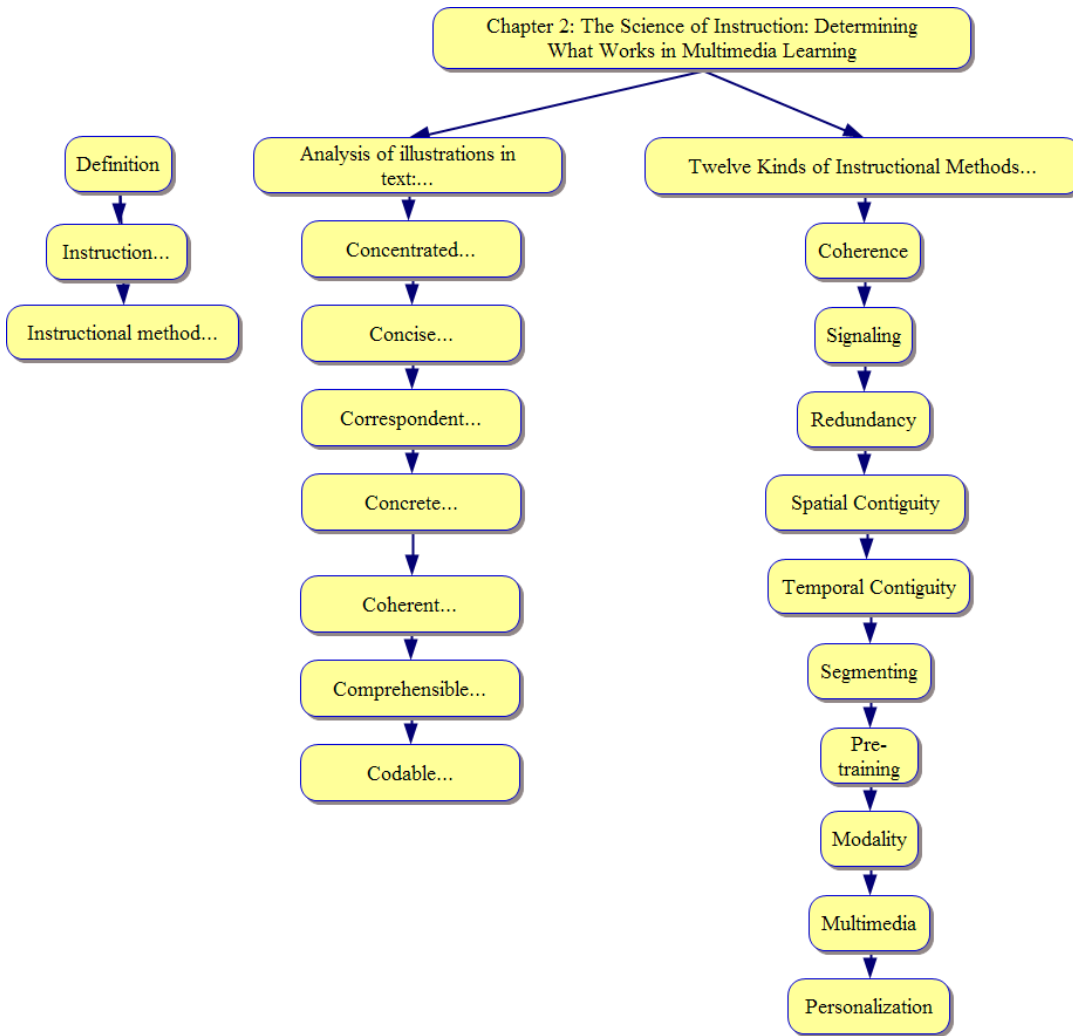 Chapter 2: The Science of Instruction: Determining
What Works in Multimedia Learning
Definition
Instruction...
Instructional method...
Analysis of illustrations in
text:...
Concentrated...
Concise...
Correspondent...
Concrete...
Coherent...
Comprehensible...
Codable...
Twelve Kinds of Instructional Methods...
Coherence
Signaling
Redundancy
Spatial Contiguity
Temporal Contiguity
Segmenting
Pre-
training
Modality
Multimedia
Personalization